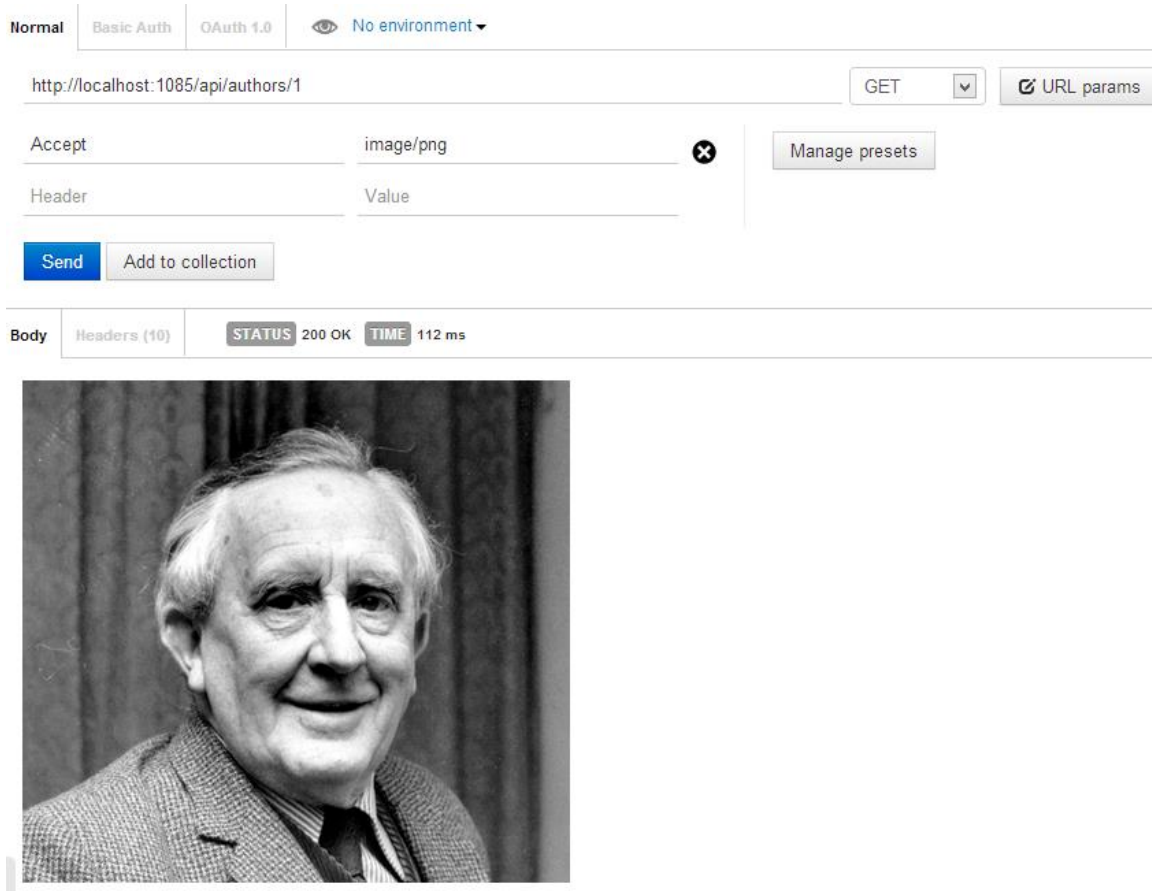 Normal Basic Auth OAuth 1.0 No environment
http://localhost:1085/api/authors/1 GET URL params
Accept image/png Manage presets
Header Value
Send Add to collection
Body Headers (10) STATUS 200 OK TIME 112 ms